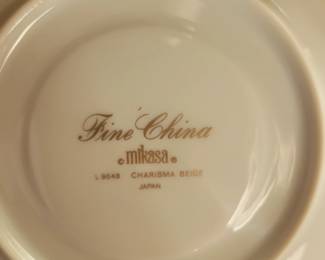 Fine China
mikasa
L 9048 CHARISMA BEIGE
JAPAN